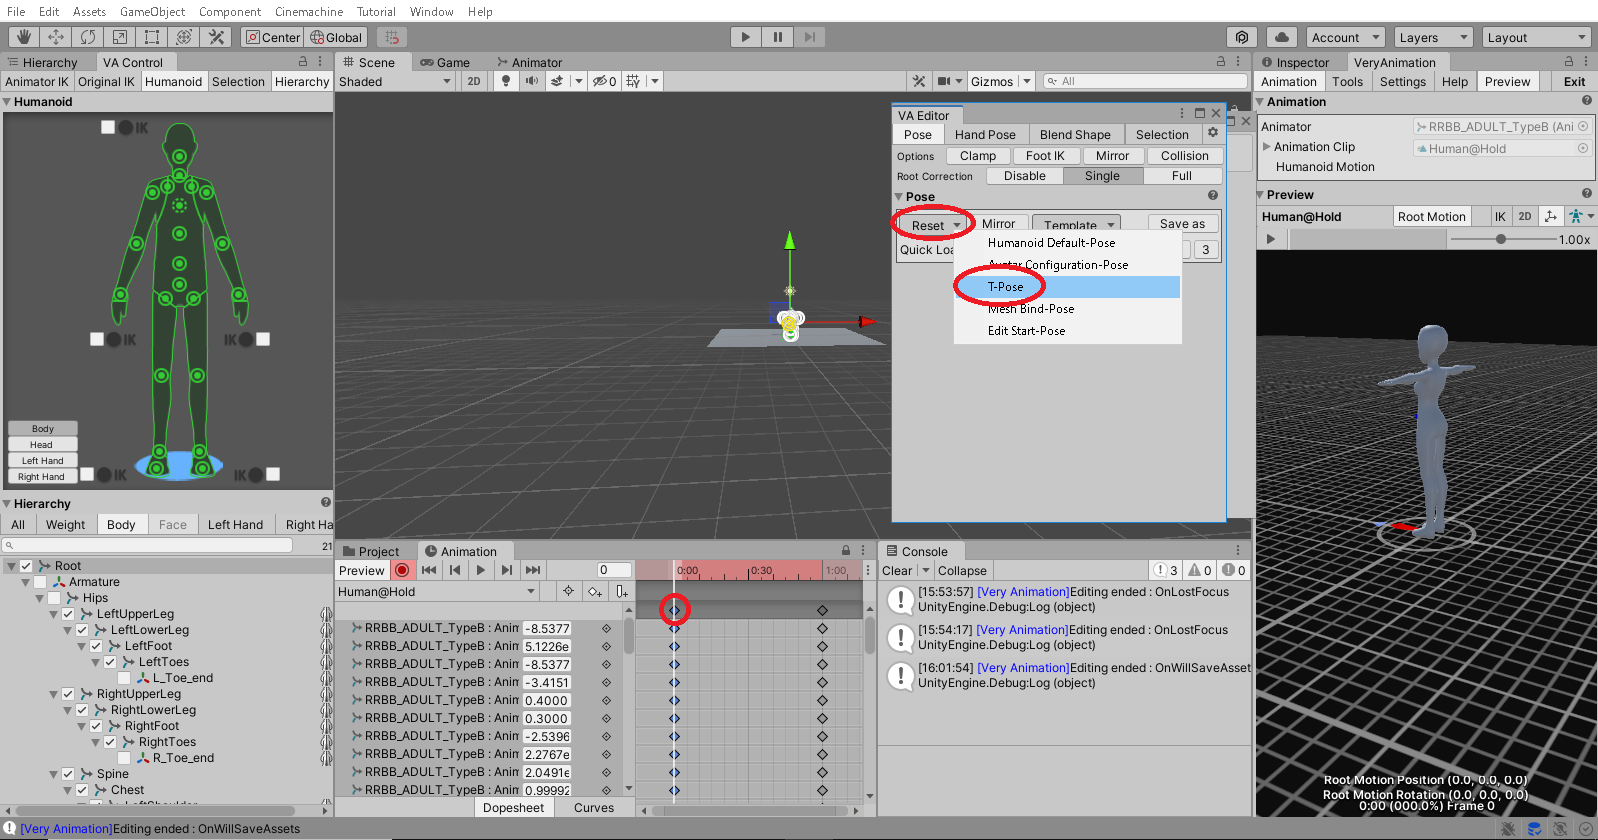 File Edit Assets GameObject Component Cinemachine Tutorial Window Help
Center Global
Account Layers Layout
Hierarchy VA Control
Animator IK Original IK Humanoid Selection Hierarchy
Humanoid
IK
IK IK
Body
Head
Left Hand
Right Hand
IK IK
Hierarchy
All Weight Body Face Left Hand Right Ha
21
Root
Armature
Hips
LeftUpperLeg
LeftLowerLeg
LeftFoot
LeftToes
L_Toe_end
RightUpperLeg
RightLowerLeg
RightFoot
RightToes
R_Toe_end
Spine
Chest
LeftShoulder
Scene Game Animator
Shaded 2D 0 Gizmos All
VA Editor
Pose Hand Pose Blend Shape Selection
Options Clamp Foot IK Mirror Collision
Root Correction Disable Single Full
Pose
Reset Mirror Template Save as
Quick Loa 3
Humanoid Default-Pose
Avatar Configuration-Pose
T-Pose
Mesh Bind-Pose
Edit Start-Pose
Project Animation
Preview 0 0:00 0:30 1:00
Human@Hold
RRBB_ADULT_TypeB : Anim -8.5377
RRBB_ADULT_TypeB : Anim 5.1226e
RRBB_ADULT_TypeB : Anim -8.5377
RRBB_ADULT_TypeB : Anim -3.4151
RRBB_ADULT_TypeB : Anim 0.4000
RRBB_ADULT_TypeB : Anim 0.3000
RRBB_ADULT_TypeB : Anim -2.5396
RRBB_ADULT_TypeB : Anim 2.2767e
RRBB_ADULT_TypeB : Anim 2.0491e
RRBB_ADULT_TypeB : Anim 0.99992
Dopesheet Curves
Console
Clear Collapse 3 0 0
[15:53:57] [Very Animation]Editing ended : OnLostFocus
UnityEngine.Debug:Log (object)
[15:54:17] [Very Animation]Editing ended : OnLostFocus
UnityEngine.Debug:Log (object)
[16:01:54] [Very Animation]Editing ended : OnWillSaveAsset
UnityEngine.Debug:Log (object)
Inspector VeryAnimation
Animation Tools Settings Help Preview Exit
Animation
Animator RRBB_ADULT_TypeB (Ani
Animation Clip Human@Hold
Humanoid Motion
Preview
Human@Hold Root Motion IK 2D
1.00x
Root Motion Position (0.0, 0.0, 0.0)
Root Motion Rotation (0.0, 0.0, 0.0)
0:00 (000.0%) Frame 0
[Very Animation]Editing ended : OnWillSaveAssets